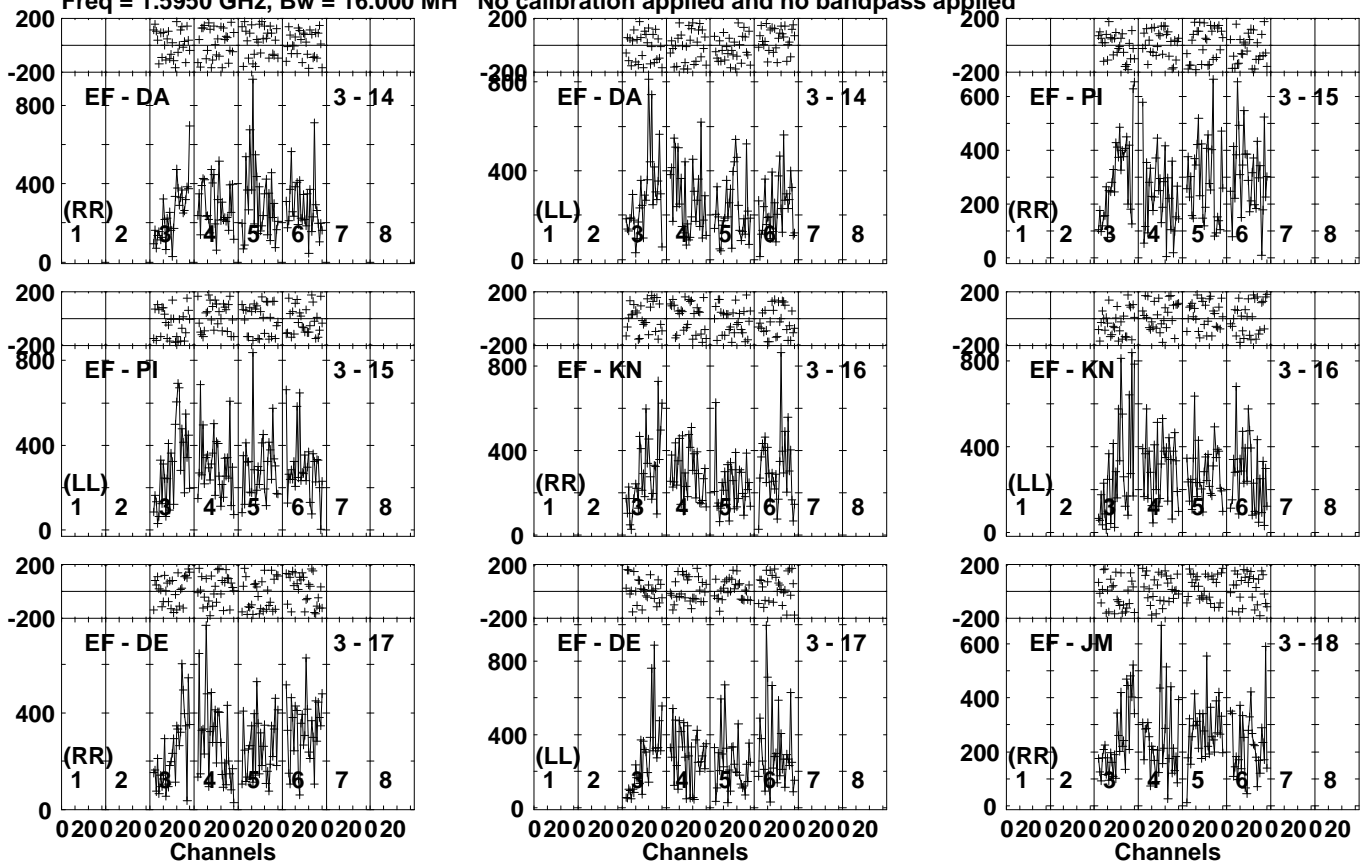 Freq = 1.5950 GHz, Bw = 16.000 MH No calibration applied and no bandpass applied
200 200 200
-200 -200 -200
EF - DA 3 - 14 EF - DA 3 - 14 EF - PI 3 - 15
800 800 600
400 400 400
200
(RR) (LL) (RR)
1 2 3 4 5 6 7 8 1 2 3 4 5 6 7 8 1 2 3 4 5 6 7 8
0 0 0
200 200 200
-200 -200 -200
EF - PI 3 - 15 EF - KN 3 - 16 EF - KN 3 - 16
800 800 800
400 400 400
(LL) (RR) (LL)
1 2 3 4 5 6 7 8 1 2 3 4 5 6 7 8 1 2 3 4 5 6 7 8
0 0 0
200 200 200
-200 -200 -200
EF - DE 3 - 17 EF - DE 3 - 17 EF - JM 3 - 18
800 600
400 400 400
(RR) (LL) (RR)
200
1 2 3 4 5 6 7 8 1 2 3 4 5 6 7 8 1 2 3 4 5 6 7 8
0 0 0
0 20 0 20 0 20 0 20 0 20 0 20 0 20 0 20 0 20 0 20 0 20 0 20 0 20 0 20 0 20 0 20 0 20 0 20 0 20 0 20 0 20 0 20 0 20 0 20
Channels Channels Channels